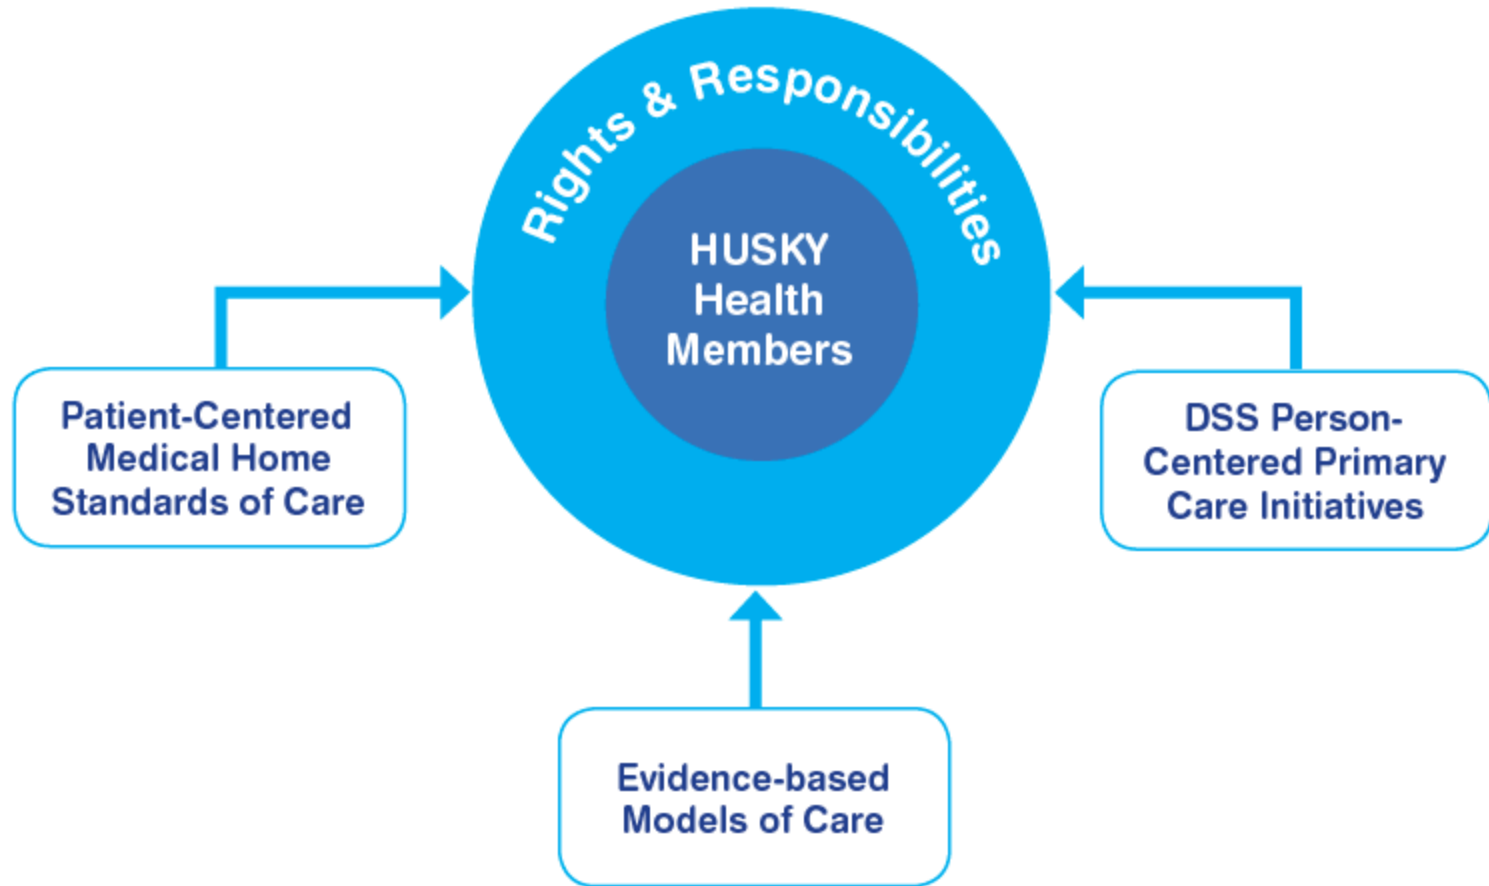 Rights & Responsibilities
HUSKY
Health
Members
Patient-Centered
Medical Home
Standards of Care
DSS Person-
Centered Primary
Care Initiatives
Evidence-based
Models of Care